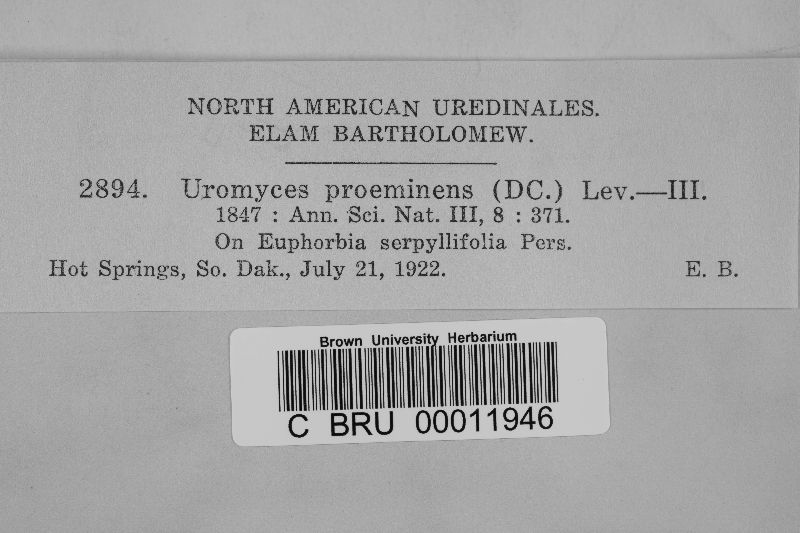 NORTH AMERICAN UREDINALES.
ELAM BARTHOLOMEW.
2894. Uromyces proeminens (DC.) Lev.—III.
1847 : Ann. Sci. Nat. III, 8 : 371.
On Euphorbia serpyllifolia Pers.
Hot Springs, So. Dak., July 21, 1922. E. B.
Brown University Herbarium
C BRU 00011946